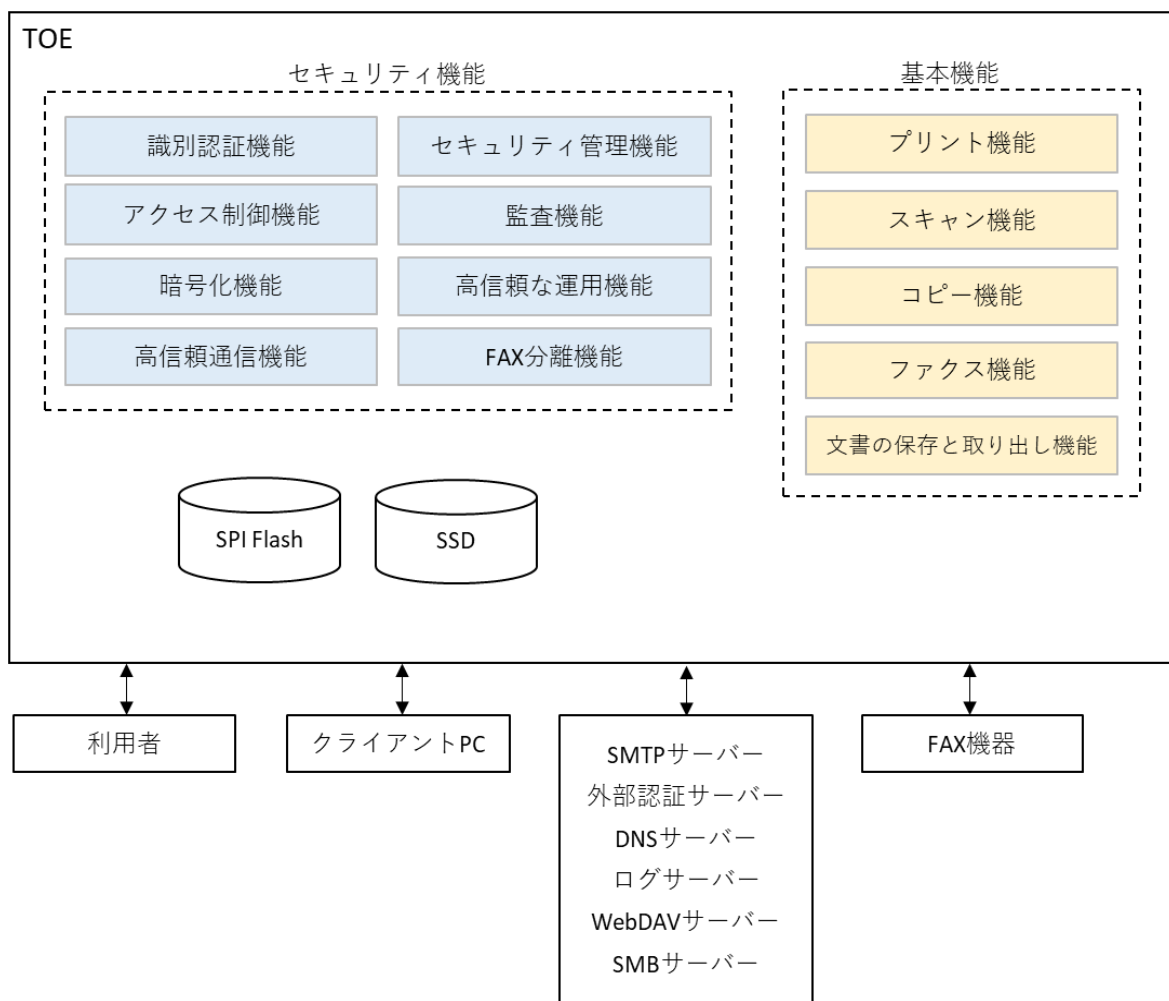 TOE
セキュリティ機能
基本機能
識別認証機能
セキュリティ管理機能
アクセス制御機能
監査機能
暗号化機能
高信頼な運用機能
高信頼通信機能
FAX分離機能
プリント機能
スキャン機能
コピー機能
ファクス機能
文書の保存と取り出し機能
SPI Flash
SSD
利用者
クライアントPC
SMTPサーバー
外部認証サーバー
DNSサーバー
ログサーバー
WebDAVサーバー
SMBサーバー
FAX機器